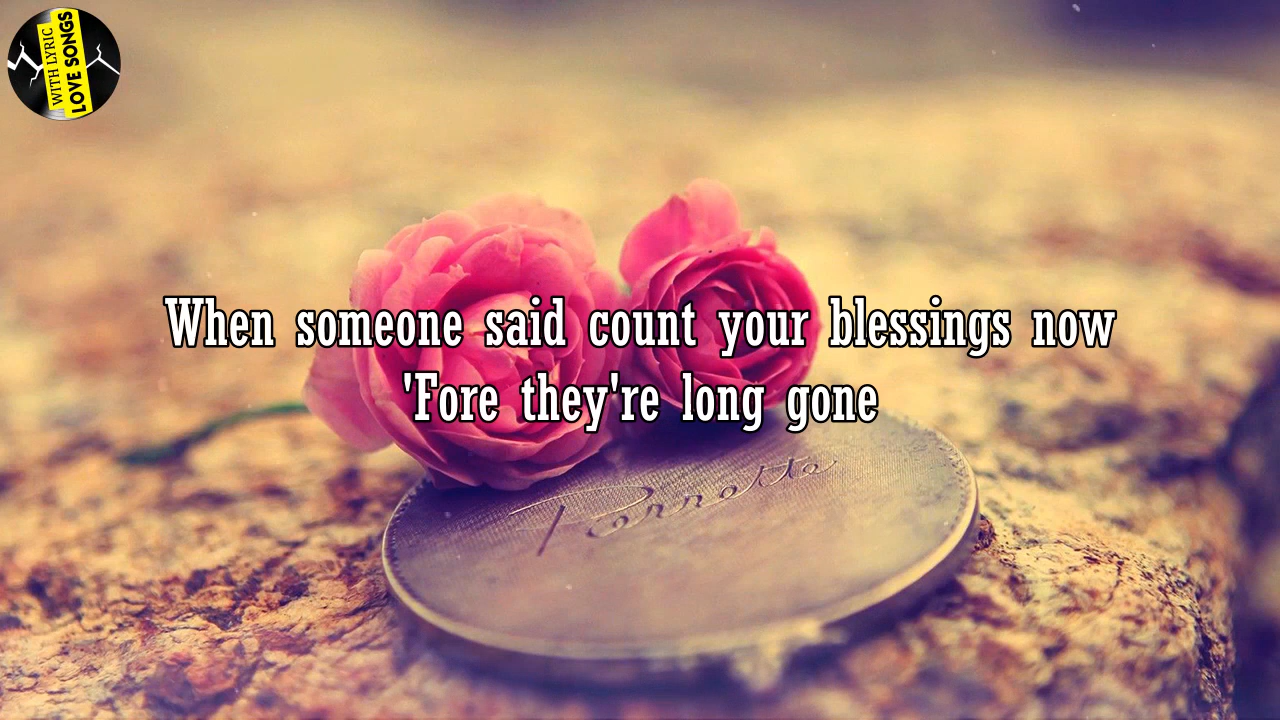 WITH LYRIC
LOVE SONGS
When someone said count your blessings now
'Fore they're long gone